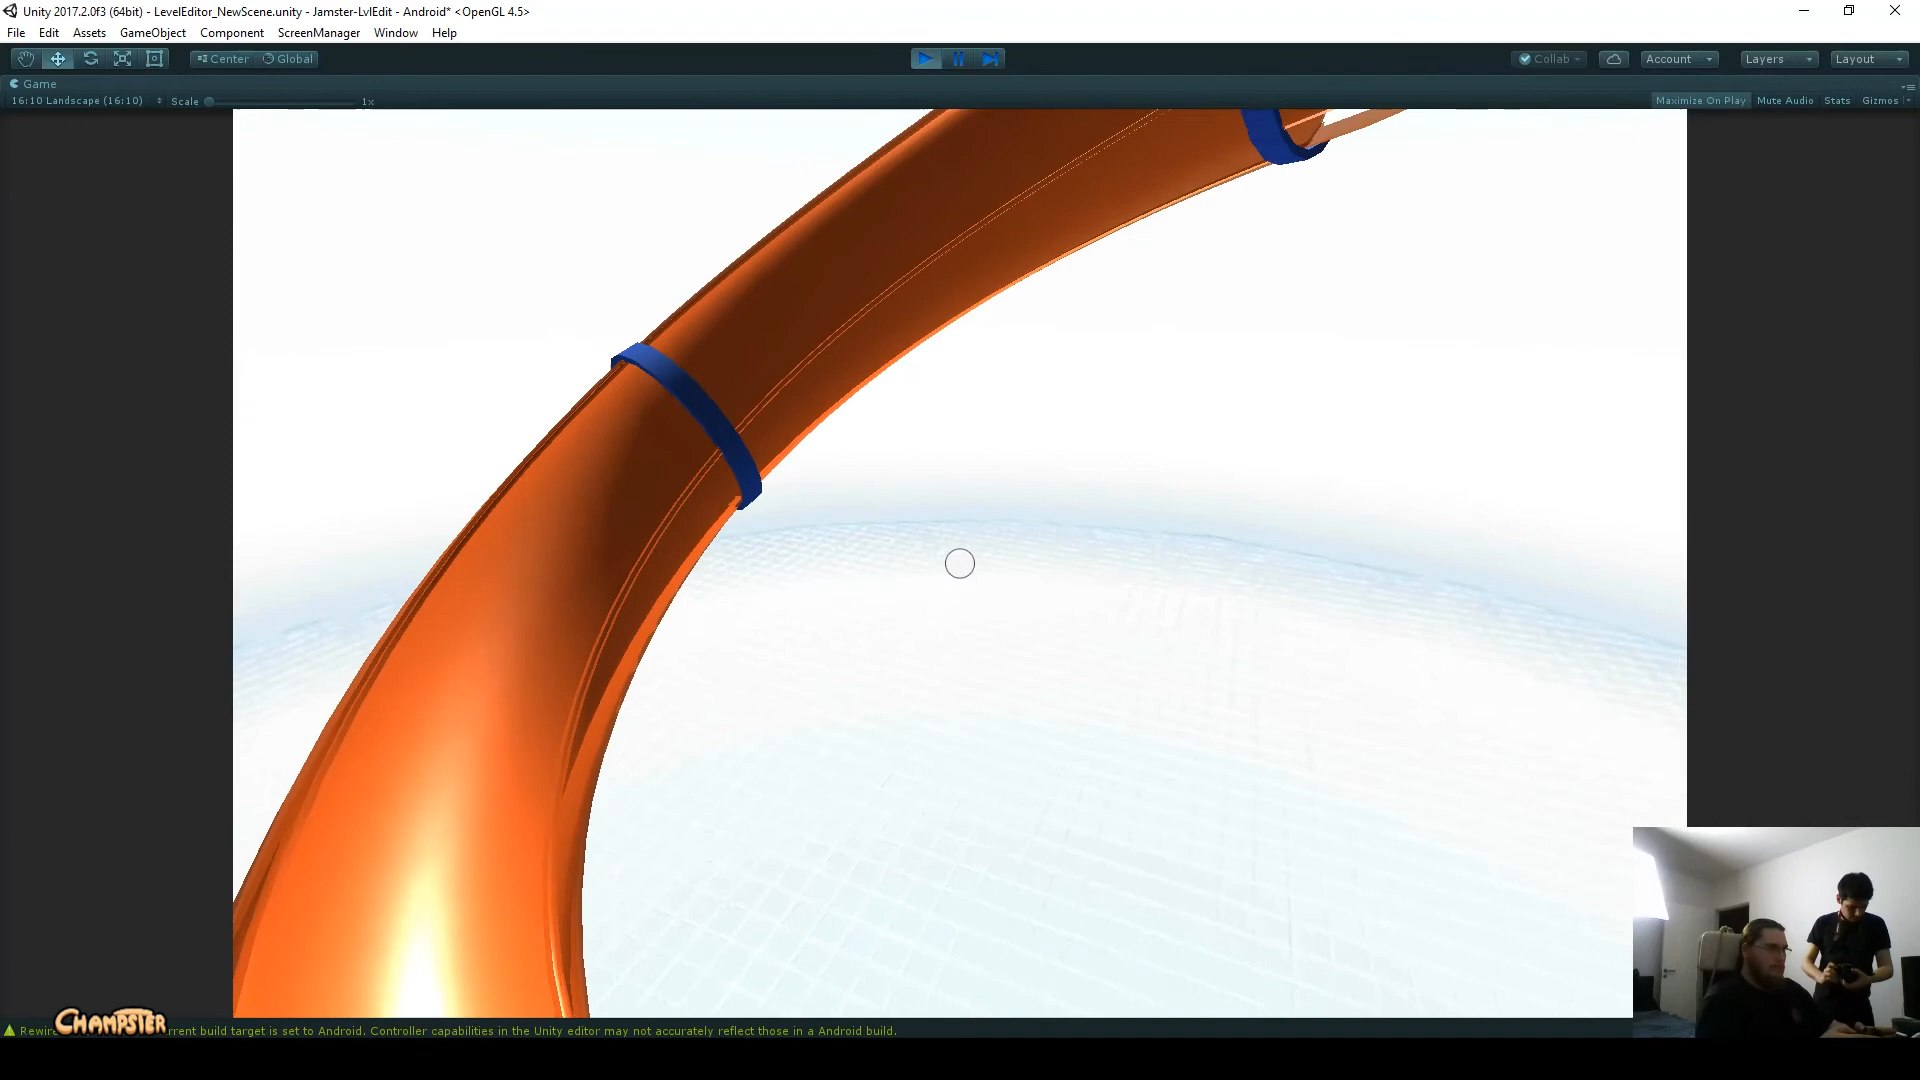 Unity 2017.2.0f3 (64bit) - LevelEditor_NewScene.unity - Jamster-LvlEdit - Android* <OpenGL 4.5>
File Edit Assets GameObject Component ScreenManager Window Help
Center Global Collab Account Layers Layout
Game
16:10 Landscape (16:10) Scale 1x Maximize On Play Mute Audio Stats Gizmos
CHAMPSTER
Rewire rrent build target is set to Android. Controller capabilities in the Unity editor may not accurately reflect those in a Android build.